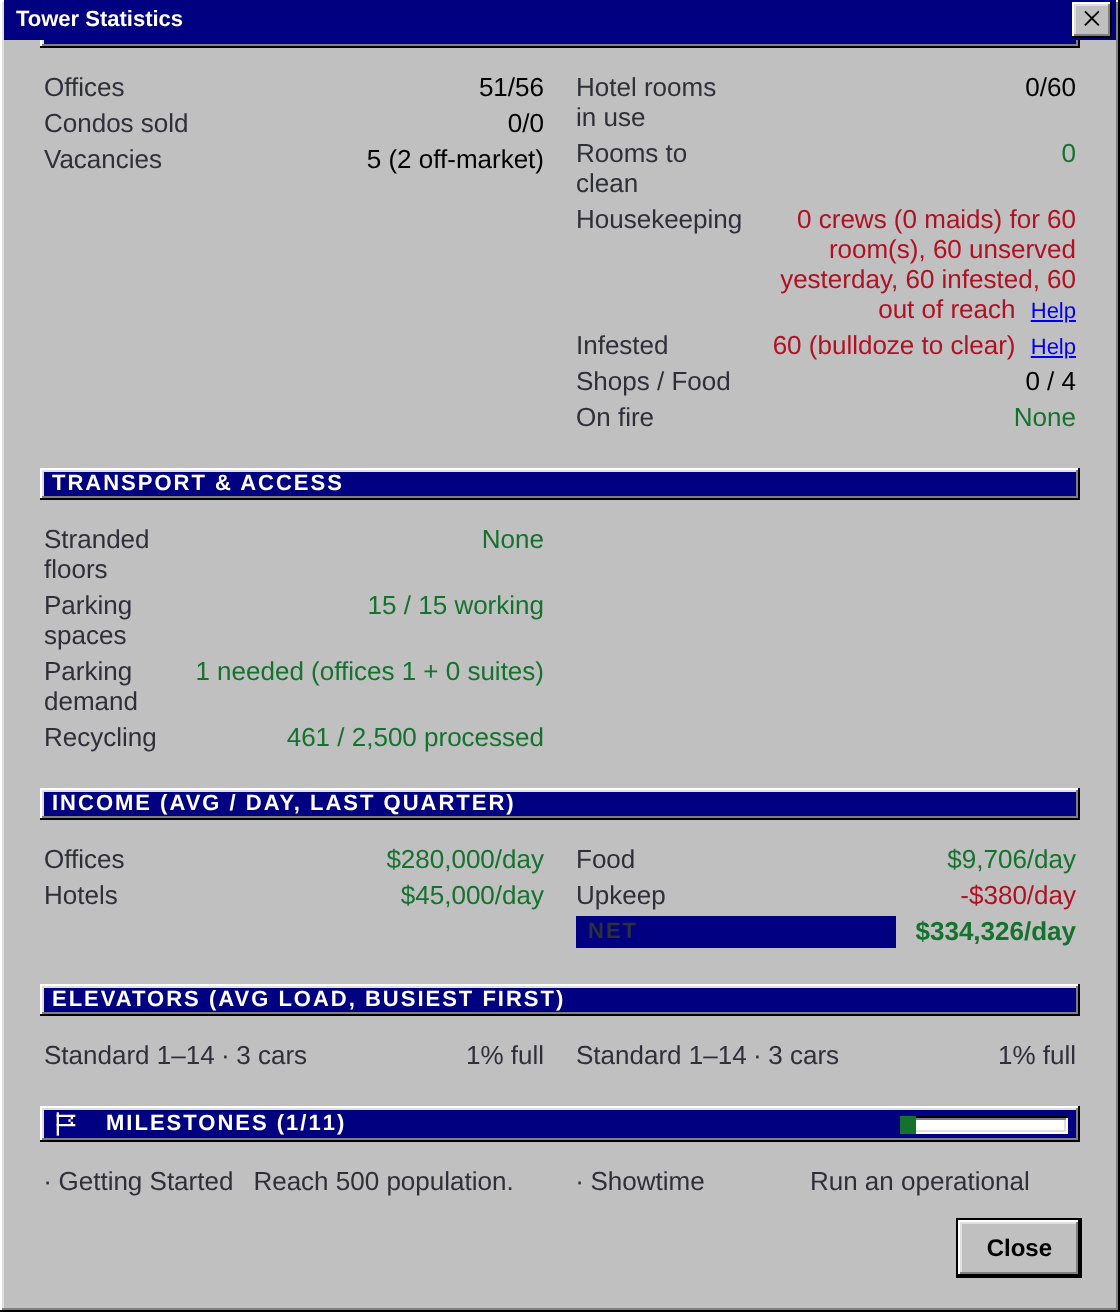 Tower Statistics
Offices 51/56
Condos sold 0/0
Vacancies 5 (2 off-market)
Hotel rooms in use 0/60
Rooms to clean 0
Housekeeping 0 crews (0 maids) for 60
room(s), 60 unserved
yesterday, 60 infested, 60
out of reach Help
Infested 60 (bulldoze to clear) Help
Shops / Food 0 / 4
On fire None
TRANSPORT & ACCESS
Stranded floors None
Parking spaces 15 / 15 working
Parking demand 1 needed (offices 1 + 0 suites)
Recycling 461 / 2,500 processed
INCOME (AVG / DAY, LAST QUARTER)
Offices $280,000/day
Hotels $45,000/day
Food $9,706/day
Upkeep -$380/day
NET $334,326/day
ELEVATORS (AVG LOAD, BUSIEST FIRST)
Standard 1–14 · 3 cars 1% full
Standard 1–14 · 3 cars 1% full
MILESTONES (1/11)
· Getting Started Reach 500 population.
· Showtime Run an operational
Close